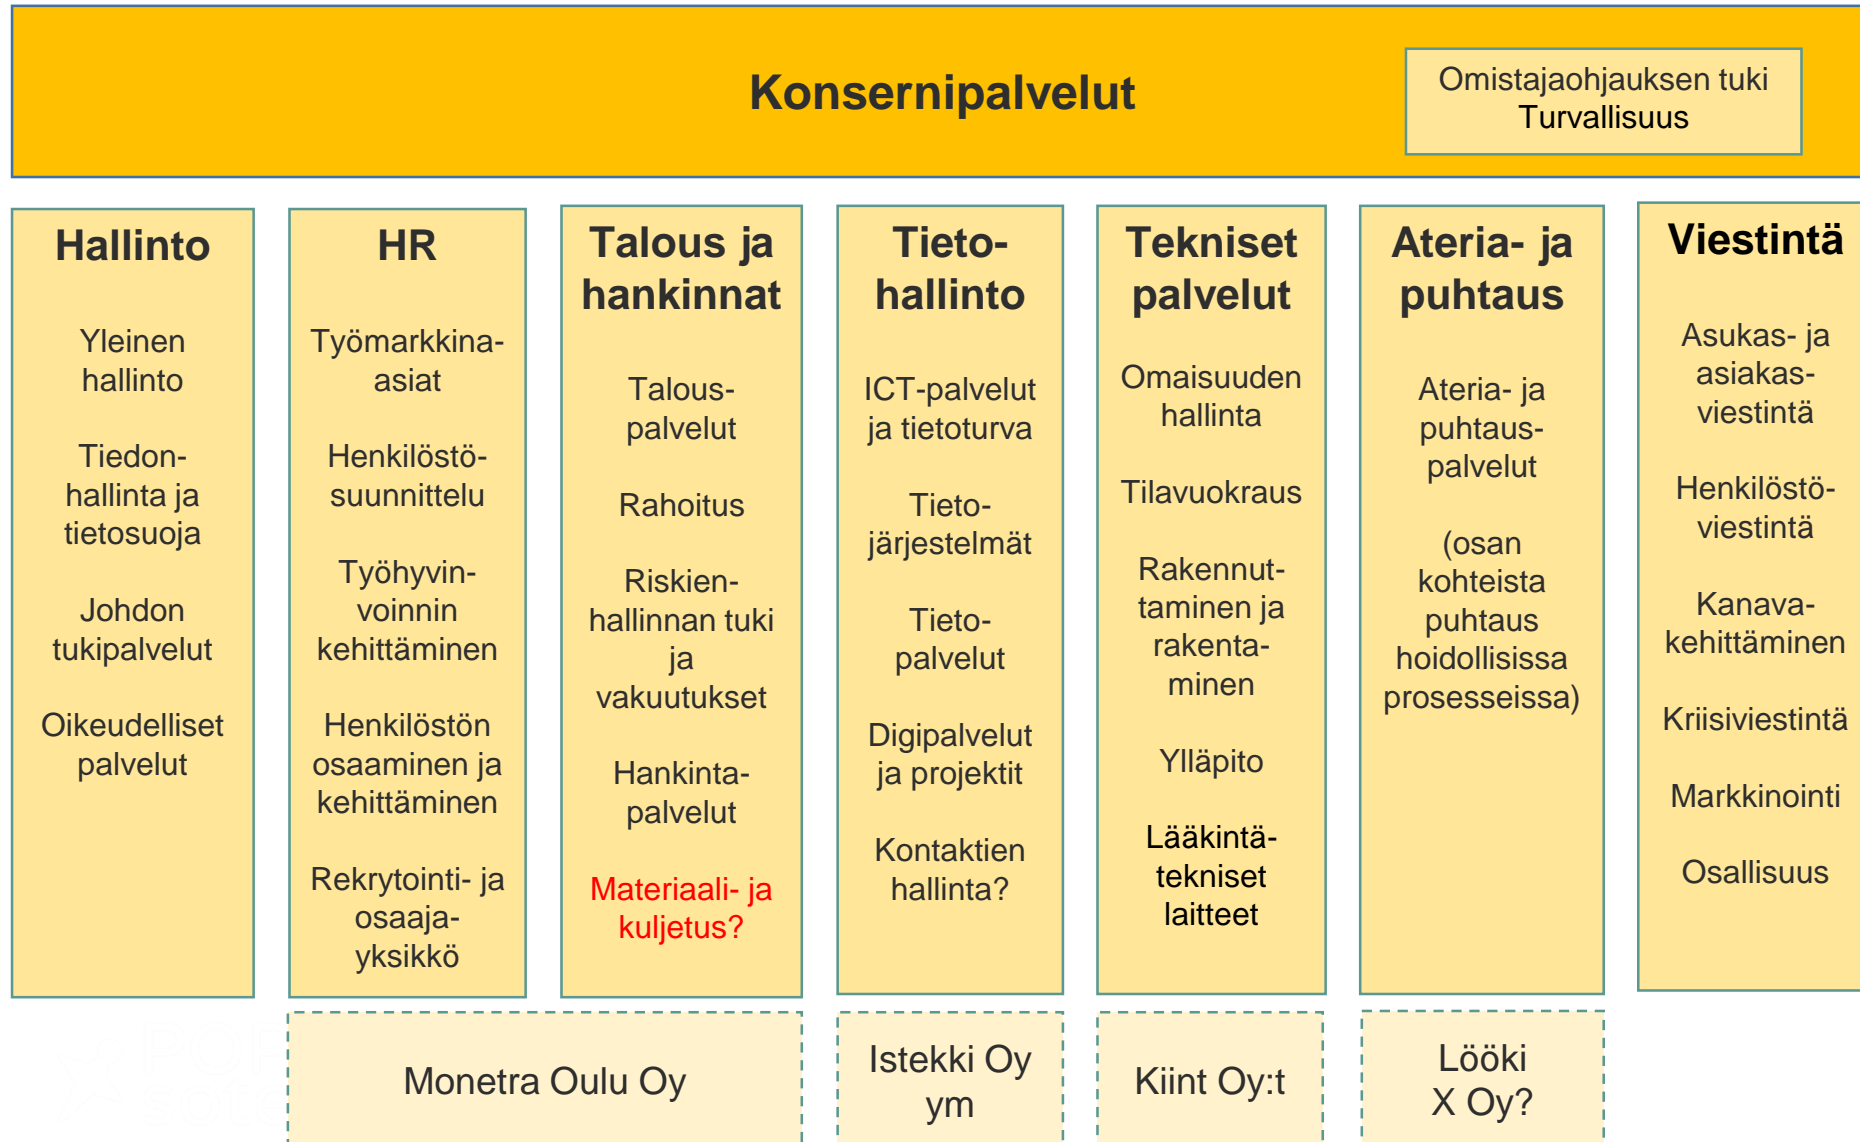 Konsernipalvelut
Omistajaohjauksen tuki
Turvallisuus
Hallinto
Yleinen
hallinto
Tiedon-
hallinta ja
tietosuoja
Johdon
tukipalvelut
Oikeudelliset
palvelut
HR
Työmarkkina-
asiat
Henkilöstö-
suunnittelu
Työhyvin-
voinnin
kehittäminen
Henkilöstön
osaaminen ja
kehittäminen
Rekrytointi- ja
osaaja-
yksikkö
Talous ja
hankinnat
Talous-
palvelut
Rahoitus
Riskien-
hallinnan tuki
ja
vakuutukset
Hankinta-
palvelut
Materiaali- ja
kuljetus?
Tieto-
hallinto
ICT-palvelut
ja tietoturva
Tieto-
järjestelmät
Tieto-
palvelut
Digipalvelut
ja projektit
Kontaktien
hallinta?
Tekniset
palvelut
Omaisuuden
hallinta
Tilavuokraus
Rakennut-
taminen ja
rakenta-
minen
Ylläpito
Lääkintä-
tekniset
laitteet
Ateria- ja
puhtaus
Ateria- ja
puhtaus-
palvelut
(osan
kohteista
puhtaus
hoidollisissa
prosesseissa)
Viestintä
Asukas- ja
asiakas-
viestintä
Henkilöstö-
viestintä
Kanava-
kehittäminen
Kriisiviestintä
Markkinointi
Osallisuus
Monetra Oulu Oy
Istekki Oy
ym
Kiint Oy:t
Lööki
X Oy?